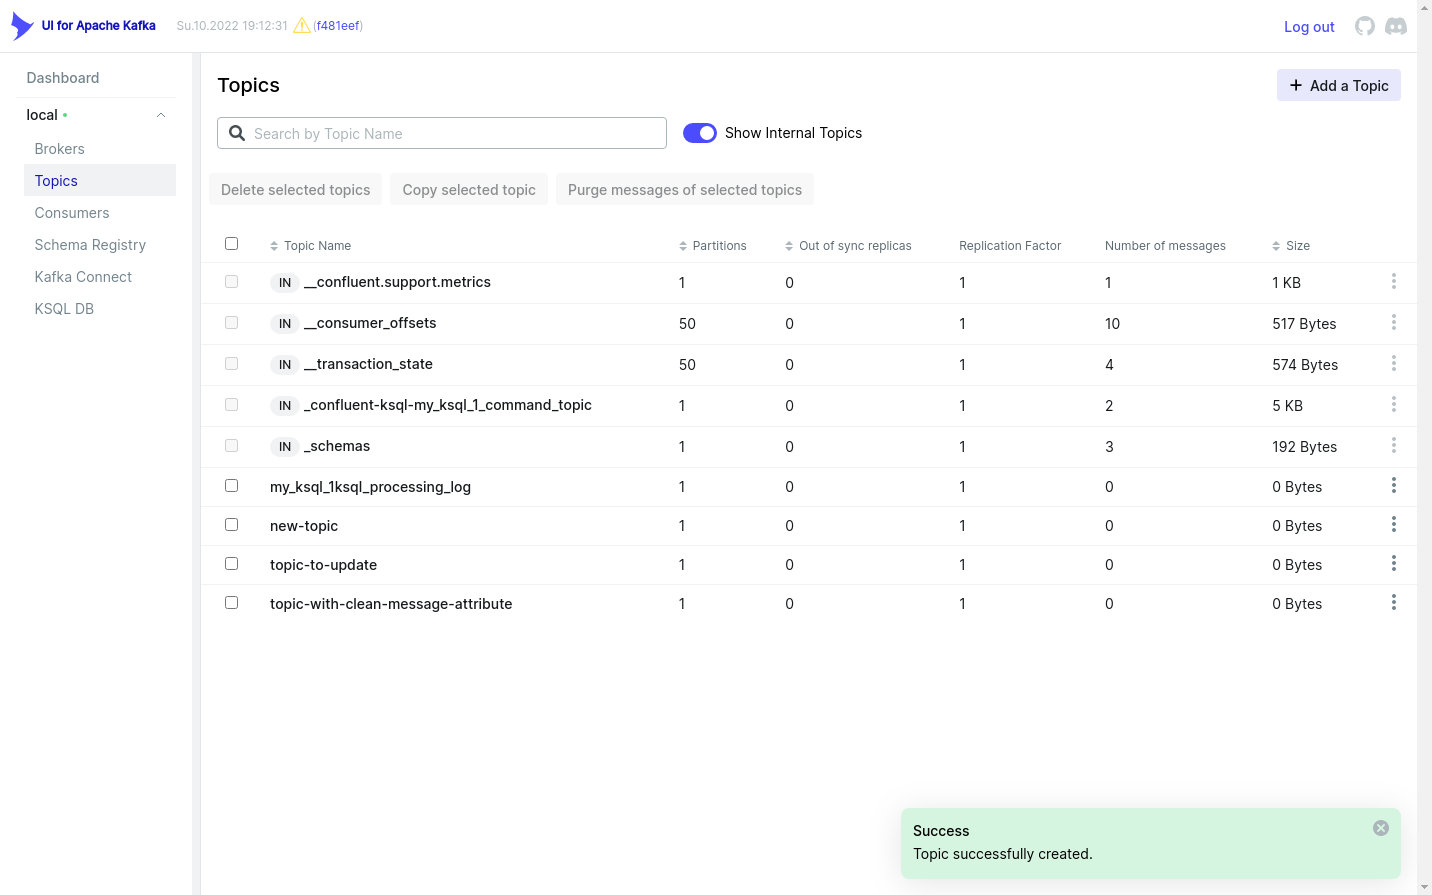 UI for Apache Kafka Su.10.2022 19:12:31 (f481eef) Log out
Dashboard
local
Brokers
Topics
Consumers
Schema Registry
Kafka Connect
KSQL DB
Topics
Add a Topic
Search by Topic Name Show Internal Topics
Delete selected topics Copy selected topic Purge messages of selected topics
Topic Name Partitions Out of sync replicas Replication Factor Number of messages Size
IN __confluent.support.metrics 1 0 1 1 1 KB
IN __consumer_offsets 50 0 1 10 517 Bytes
IN __transaction_state 50 0 1 4 574 Bytes
IN _confluent-ksql-my_ksql_1_command_topic 1 0 1 2 5 KB
IN _schemas 1 0 1 3 192 Bytes
my_ksql_1ksql_processing_log 1 0 1 0 0 Bytes
new-topic 1 0 1 0 0 Bytes
topic-to-update 1 0 1 0 0 Bytes
topic-with-clean-message-attribute 1 0 1 0 0 Bytes
Success
Topic successfully created.